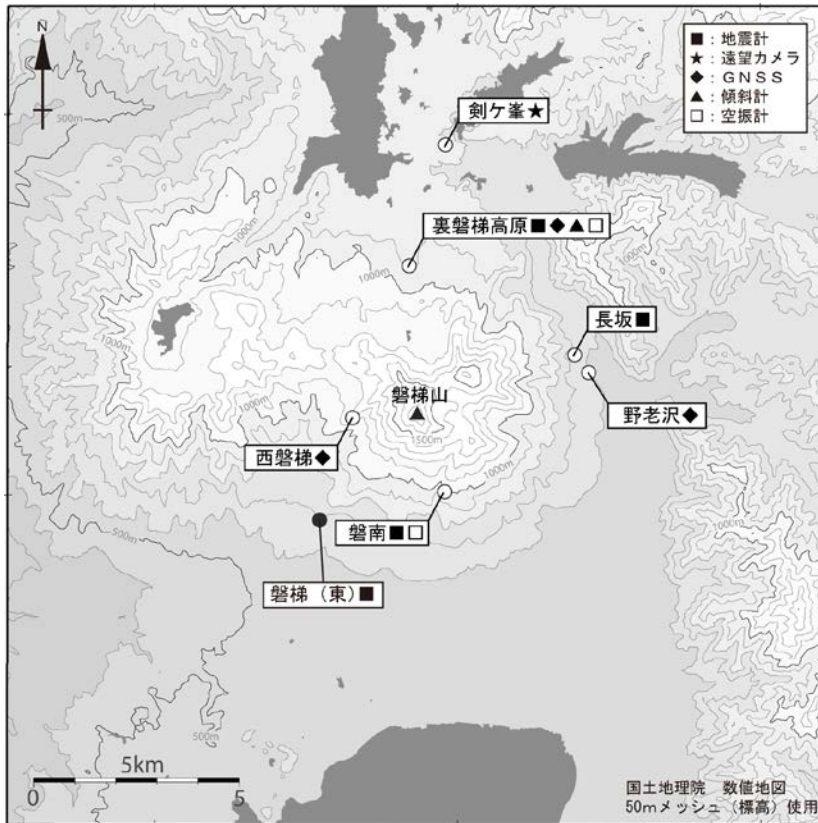 N
■：地震計
★：遠望カメラ
◆：ＧＮＳＳ
▲：傾斜計
□：空振計
500m
剣ケ峯★
裏磐梯高原■◆▲□
1000m
1000m
1000m
長坂■
1000m
磐梯山
1000m
野老沢◆
1500m
西磐梯◆
1000m
磐南■□
500m
1000m
磐梯（東）■
500m
5km
0
5
国土地理院　数値地図
50mメッシュ（標高）使用